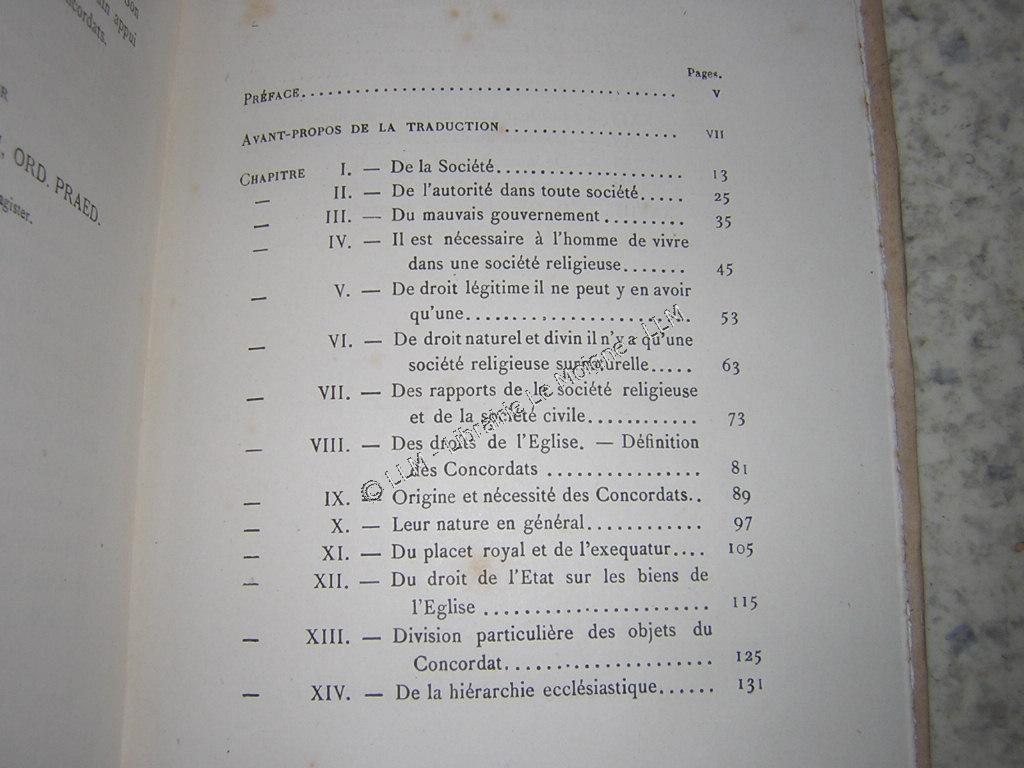 son
appui
cordats.
R
ORD. PRAED.
gister.
Pages.
PRÉFACE........................................ V
AVANT-PROPOS DE LA TRADUCTION.................. VII
CHAPITRE I. — De la Société........................ 13
— II. — De l'autorité dans toute société..... 25
— III. — Du mauvais gouvernement......... 35
— IV. — Il est nécessaire à l'homme de vivre
dans une société religieuse....... 45
— V. — De droit légitime il ne peut y en avoir
qu'une........................ 53
— VI. — De droit naturel et divin il n'y a qu'une
société religieuse surnaturelle..... 63
— VII. — Des rapports de la société religieuse
et de la société civile............ 73
— VIII. — Des droits de l'Eglise. — Définition
des Concordats ............... 81
— IX. — Origine et nécessité des Concordats.. 89
— X. — Leur nature en général............ 97
— XI. — Du placet royal et de l'exequatur.... 105
— XII. — Du droit de l'Etat sur les biens de
l'Eglise ...................... 115
— XIII. — Division particulière des objets du
Concordat.................... 125
— XIV. — De la hiérarchie ecclésiastique...... 131
© LLM - Librairie Le Moigne - LLM